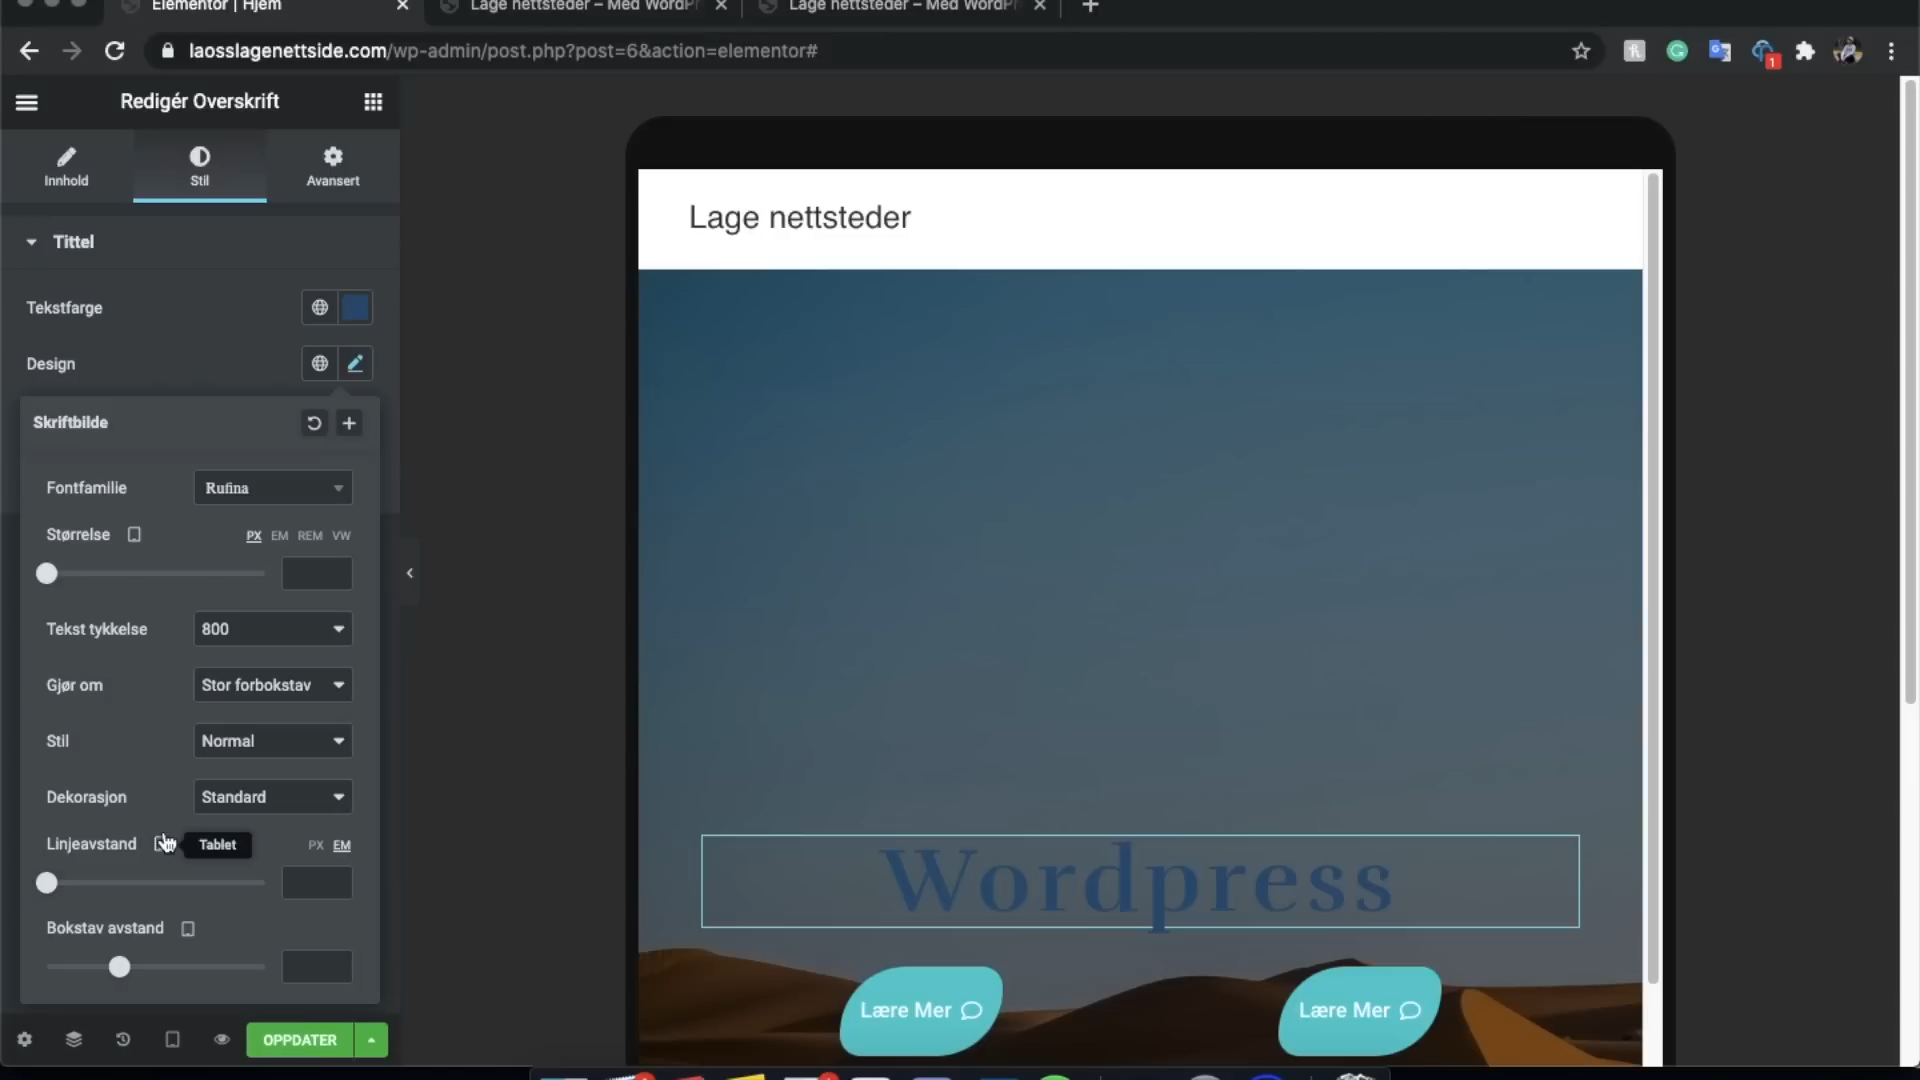 Elementor | Hjem
Lage nettsteder – Med WordPr
Lage nettsteder – Med WordPr
laosslagenettside.com/wp-admin/post.php?post=6&action=elementor#
1
Redigér Overskrift
Innhold
Stil
Avansert
Tittel
Tekstfarge
Design
Skriftbilde
Fontfamilie
Rufina
Størrelse
PX EM REM VW
Tekst tykkelse
800
Gjør om
Stor forbokstav
Stil
Normal
Dekorasjon
Standard
Linjeavstand
Tablet
PX EM
Bokstav avstand
OPPDATER
Lage nettsteder
Wordpress
Lære Mer
Lære Mer